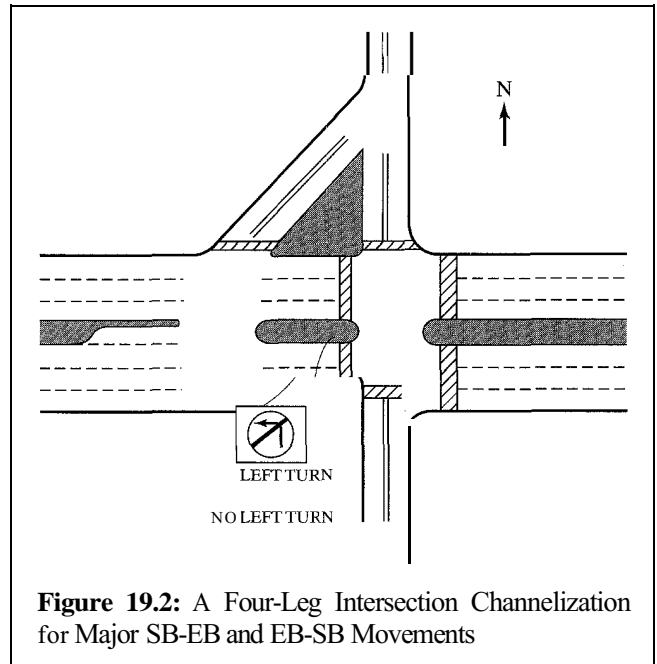 N
LEFT TURN
NO LEFT TURN
Figure 19.2: A Four-Leg Intersection Channelization
for Major SB-EB and EB-SB Movements